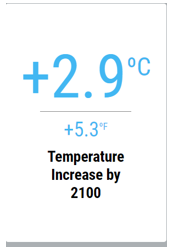 +2.9°C
+5.3°F
Temperature
Increase by
2100